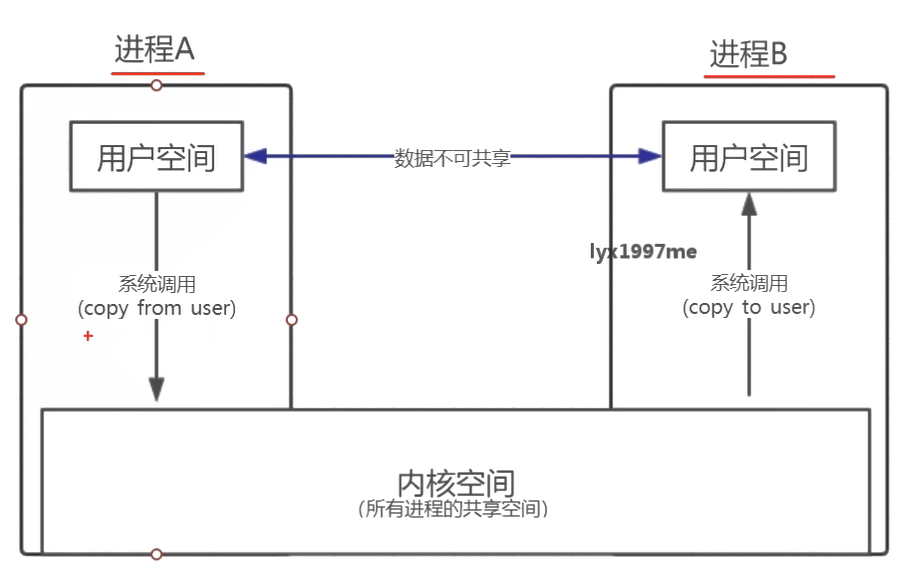 进程A
进程B
用户空间
数据不可共享
用户空间
lyx1997me
系统调用
(copy from user)
系统调用
(copy to user)
内核空间
(所有进程的共享空间)